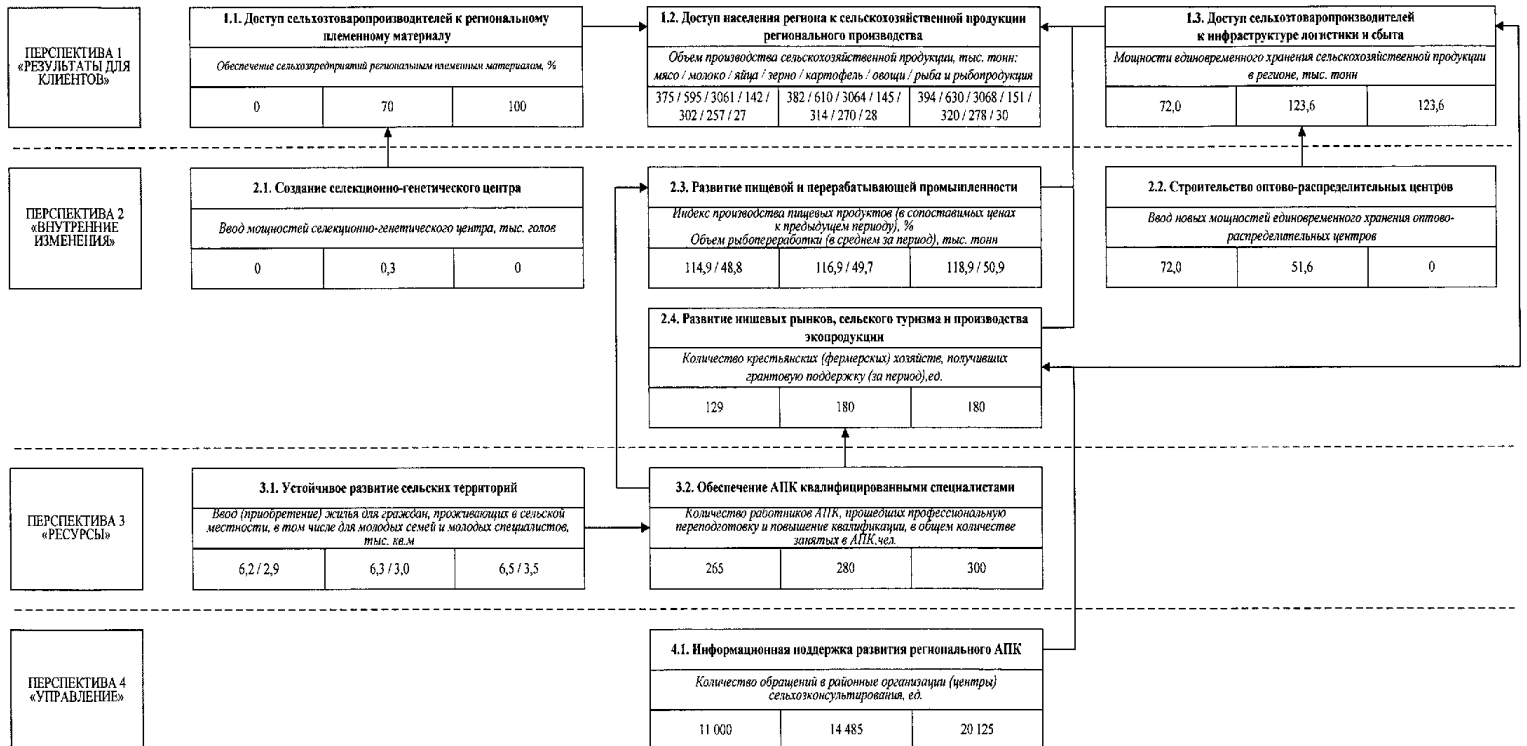 ПЕРСПЕКТИВА 1
«РЕЗУЛЬТАТЫ ДЛЯ
КЛИЕНТОВ»
1.1. Доступ сельхозтоваропроизводителей к региональному
племенному материалу
Обеспечение сельхозпредприятий региональным племенным материалом, %
0
70
100
1.2. Доступ населения региона к сельскохозяйственной продукции
регионального производства
Объем производства сельскохозяйственной продукции, тыс. тонн:
мясо / молоко / яйца / зерно / картофель / овощи / рыба и рыбопродукция
375 / 595 / 3061 / 142 /
302 / 257 / 27
382 / 610 / 3064 / 145 /
314 / 270 / 28
394 / 630 / 3068 / 151 /
320 / 278 / 30
1.3. Доступ сельхозтоваропроизводителей
к инфраструктуре логистики и сбыта
Мощности единовременного хранения сельскохозяйственной продукции
в регионе, тыс. тонн
72,0
123,6
123,6
ПЕРСПЕКТИВА 2
«ВНУТРЕННИЕ
ИЗМЕНЕНИЯ»
2.1. Создание селекционно-генетического центра
Ввод мощностей селекционно-генетического центра, тыс. голов
0
0,3
0
2.3. Развитие пищевой и перерабатывающей промышленности
Индекс производства пищевых продуктов (в сопоставимых ценах
к предыдущем периоду), %
Объем рыбопереработки (в среднем за период), тыс. тонн
114,9 / 48,8
116,9 / 49,7
118,9 / 50,9
2.2. Строительство оптово-распределительных центров
Ввод новых мощностей единовременного хранения оптово-
распределительных центров
72,0
51,6
0
2.4. Развитие нишевых рынков, сельского туризма и производства
экопродукции
Количество крестьянских (фермерских) хозяйств, получивших
грантовую поддержку (за период),ед.
129
180
180
ПЕРСПЕКТИВА 3
«РЕСУРСЫ»
3.1. Устойчивое развитие сельских территорий
Ввод (приобретение) жилья для граждан, проживающих в сельской
местности, в том числе для молодых семей и молодых специалистов,
тыс. кв.м
6,2 / 2,9
6,3 / 3,0
6,5 / 3,5
3.2. Обеспечение АПК квалифицированными специалистами
Количество работников АПК, прошедших профессиональную
переподготовку и повышение квалификации, в общем количестве
занятых в АПК,чел.
265
280
300
ПЕРСПЕКТИВА 4
«УПРАВЛЕНИЕ»
4.1. Информационная поддержка развития регионального АПК
Количество обращений в районные организации (центры)
сельхозконсультирования, ед.
11 000
14 485
20 125